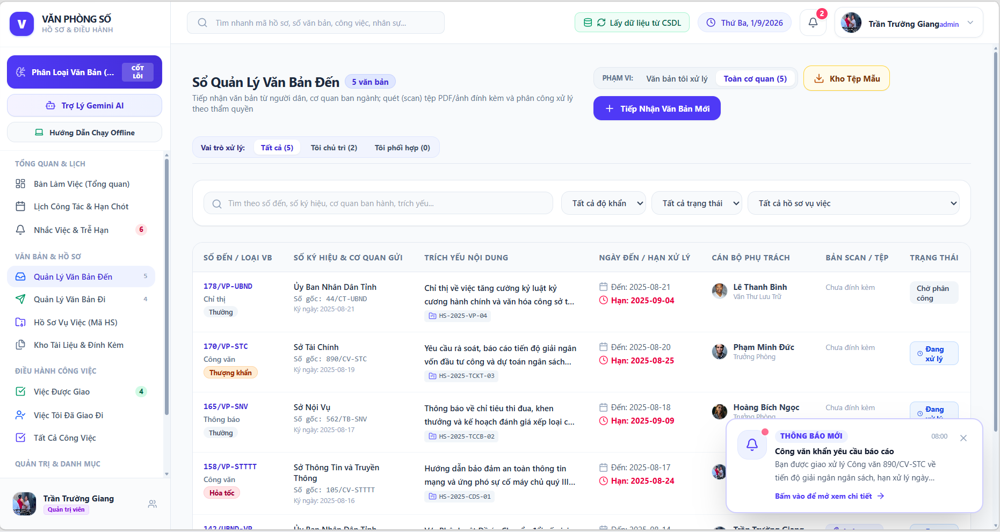 V
VĂN PHÒNG SỐ
HỒ SƠ & ĐIỀU HÀNH
Tìm nhanh mã hồ sơ, số văn bản, công việc, nhân sự...
Lấy dữ liệu từ CSDL
Thứ Ba, 1/9/2026
2
Trần Trường Giang admin
Phân Loại Văn Bản (...
CỐT LÕI
Trợ Lý Gemini AI
Hướng Dẫn Chạy Offline
TỔNG QUAN & LỊCH
Bàn Làm Việc (Tổng quan)
Lịch Công Tác & Hạn Chót
Nhắc Việc & Trễ Hạn 6
VĂN BẢN & HỒ SƠ
Quản Lý Văn Bản Đến 5
Quản Lý Văn Bản Đi 4
Hồ Sơ Vụ Việc (Mã HS)
Kho Tài Liệu & Đính Kèm
ĐIỀU HÀNH CÔNG VIỆC
Việc Được Giao 4
Việc Tôi Đã Giao Đi
Tất Cả Công Việc
QUẢN TRỊ & DANH MỤC
Trần Trường Giang
Quản trị viên
Sổ Quản Lý Văn Bản Đến
5 văn bản
Tiếp nhận văn bản từ người dân, cơ quan ban ngành; quét (scan) tệp PDF/ảnh đính kèm và phân công xử lý
theo thẩm quyền
PHẠM VI:
Văn bản tôi xử lý
Toàn cơ quan (5)
Kho Tệp Mẫu
Tiếp Nhận Văn Bản Mới
Vai trò xử lý:
Tất cả (5)
Tôi chủ trì (2)
Tôi phối hợp (0)
Tìm theo số đến, số ký hiệu, cơ quan ban hành, trích yếu...
Tất cả độ khẩn
Tất cả trạng thái
Tất cả hồ sơ vụ việc
SỐ ĐẾN / LOẠI VB
SỐ KÝ HIỆU & CƠ QUAN GỬI
TRÍCH YẾU NỘI DUNG
NGÀY ĐẾN / HẠN XỬ LÝ
CÁN BỘ PHỤ TRÁCH
BẢN SCAN / TỆP
TRẠNG THÁI
178/VP-UBND
Chỉ thị
Thường
Ủy Ban Nhân Dân Tỉnh
Số gốc: 44/CT-UBND
Ký ngày: 2025-08-21
Chỉ thị về việc tăng cường kỷ luật kỷ
cương hành chính và văn hóa công sở t...
HS-2025-VP-04
Đến: 2025-08-21
Hạn: 2025-09-04
Lê Thanh Bình
Văn Thư Lưu Trữ
Chưa đính kèm
Chờ phân
công
170/VP-STC
Công văn
Thượng khẩn
Sở Tài Chính
Số gốc: 890/CV-STC
Ký ngày: 2025-08-19
Yêu cầu rà soát, báo cáo tiến độ giải ngân
vốn đầu tư công và dự toán ngân sách...
HS-2025-TCKT-03
Đến: 2025-08-20
Hạn: 2025-08-25
Phạm Minh Đức
Trưởng Phòng
Chưa đính kèm
Đang
xử lý
165/VP-SNV
Thông báo
Thường
Sở Nội Vụ
Số gốc: 562/TB-SNV
Ký ngày: 2025-08-17
Thông báo về chỉ tiêu thi đua, khen
thưởng và kế hoạch đánh giá xếp loại c...
HS-2025-TCCB-02
Đến: 2025-08-18
Hạn: 2025-09-09
Hoàng Bích Ngọc
Trưởng Phòng
Chưa đính kèm
Đang
xử lý
158/VP-STTTT
Công văn
Hỏa tốc
Sở Thông Tin và Truyền
Thông
Số gốc: 105/CV-STTTT
Ký ngày: 2025-08-16
Hướng dẫn bảo đảm an toàn thông tin
mạng và ứng phó sự cố máy chủ quý III...
HS-2025-CDS-01
Đến: 2025-08-17
Hạn: 2025-08-24
142/UBND-VP
Ủy Ban Nhân Dân Tỉnh
Đến: 2025-08-14
Trần Trường Giang
THÔNG BÁO MỚI
08:00
Công văn khẩn yêu cầu báo cáo
Bạn được giao xử lý Công văn 890/CV-STC về
tiến độ giải ngân ngân sách, hạn xử lý ngày...
Bấm vào để mở xem chi tiết